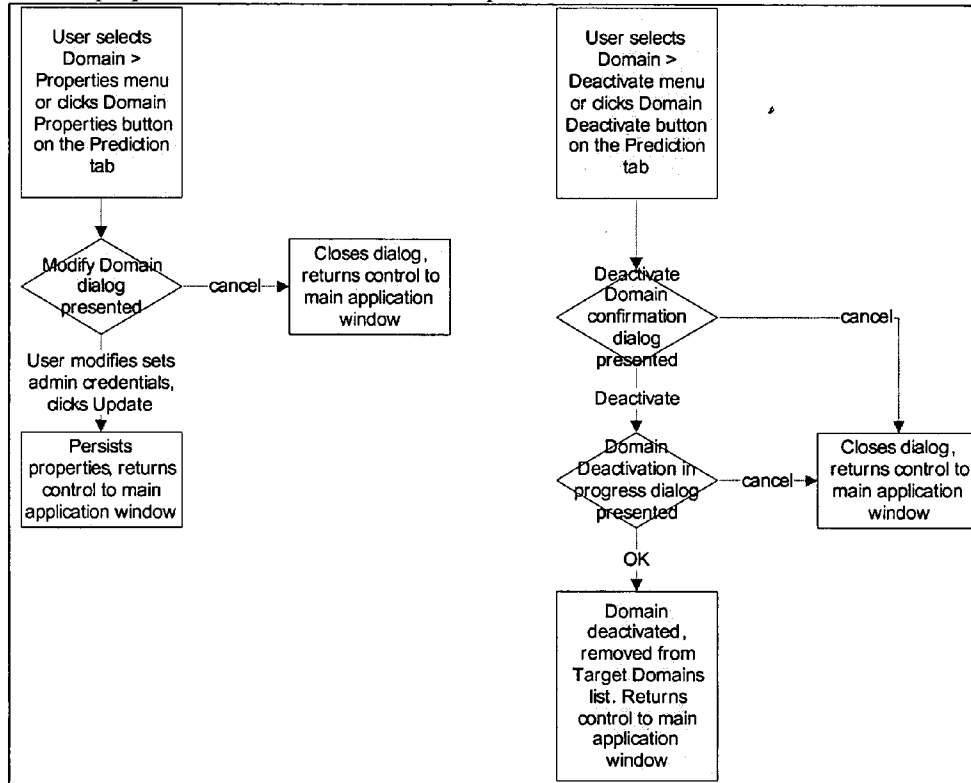 User selects
Domain >
Properties menu
or clicks Domain
Properties button
on the Prediction
tab
Modify Domain
dialog
presented
cancel
Closes dialog,
returns control to
main application
window
User modifies sets
admin credentials,
clicks Update
Persists
properties, returns
control to main
application window
User selects
Domain >
Deactivate menu
or clicks Domain
Deactivate button
on the Prediction
tab
Deactivate
Domain
confirmation
dialog
presented
cancel
Deactivate
Domain
Deactivation in
progress dialog
presented
cancel
Closes dialog,
returns control to
main application
window
OK
Domain
deactivated,
removed from
Target Domains
list. Returns
control to main
application
window